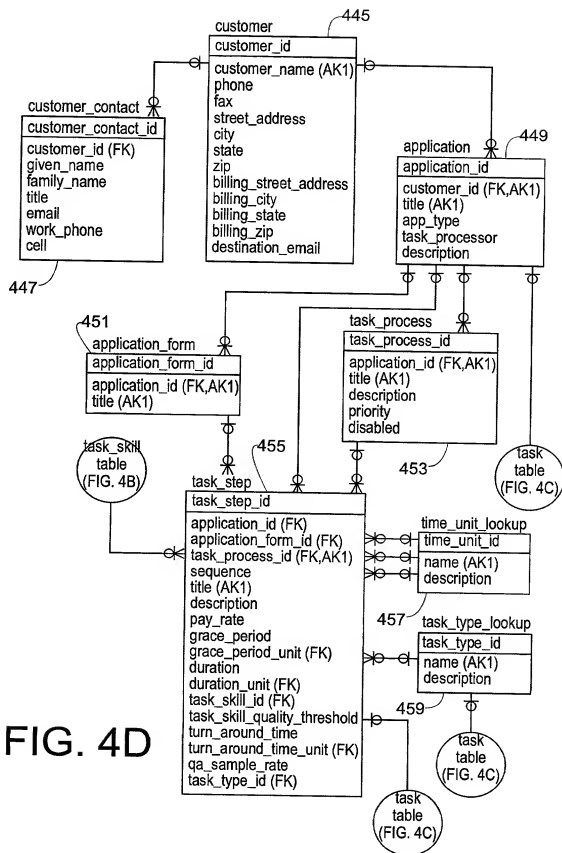 customer
445
customer_id
customer_name (AK1)
phone
fax
street_address
city
state
zip
billing_street_address
billing_city
billing_state
billing_zip
destination_email
customer_contact
customer_contact_id
customer_id (FK)
given_name
family_name
title
email
work_phone
cell
447
application
449
application_id
customer_id (FK,AK1)
title (AK1)
app_type
task_processor
description
451
application_form
application_form_id
application_id (FK,AK1)
title (AK1)
task_process
task_process_id
application_id (FK,AK1)
title (AK1)
description
priority
disabled
453
task
table
(FIG. 4C)
task_skill
table
(FIG. 4B)
455
task_step
task_step_id
application_id (FK)
application_form_id (FK)
task_process_id (FK,AK1)
sequence
title (AK1)
description
pay_rate
grace_period
grace_period_unit (FK)
duration
duration_unit (FK)
task_skill_id (FK)
task_skill_quality_threshold
turn_around_time
turn_around_time_unit (FK)
qa_sample_rate
task_type_id (FK)
time_unit_lookup
time_unit_id
name (AK1)
description
457
task_type_lookup
task_type_id
name (AK1)
description
459
task
table
(FIG. 4C)
task
table
(FIG. 4C)
FIG. 4D